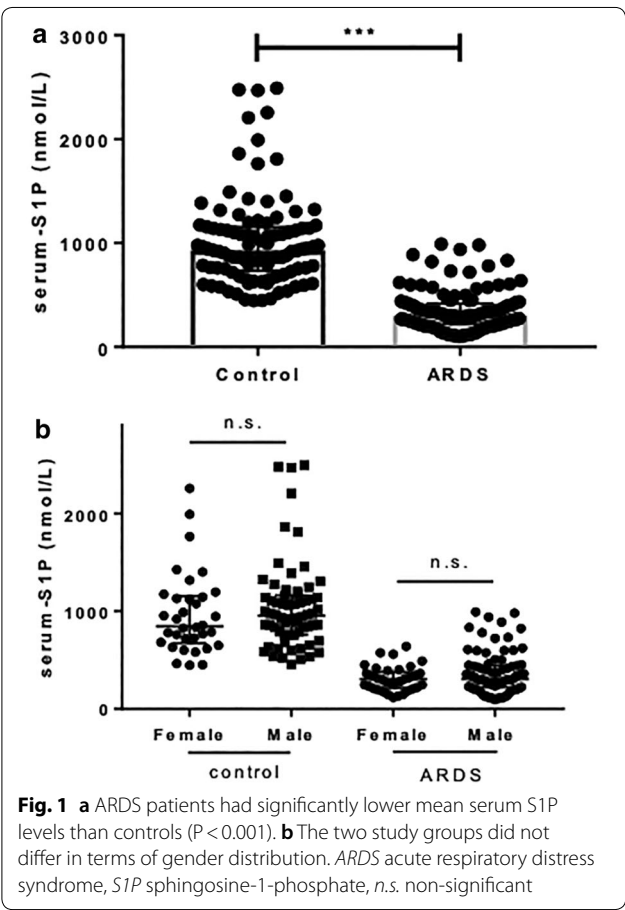 a
3000
***
2000
1000
0
serum-S1P (nmol/L)
Control ARDS
b
n.s.
2000
n.s.
1000
0
serum-S1P (nmol/L)
Female Male Female Male
control ARDS
Fig. 1 a ARDS patients had significantly lower mean serum S1P
levels than controls (P < 0.001). b The two study groups did not
differ in terms of gender distribution. ARDS acute respiratory distress
syndrome, S1P sphingosine-1-phosphate, n.s. non-significant